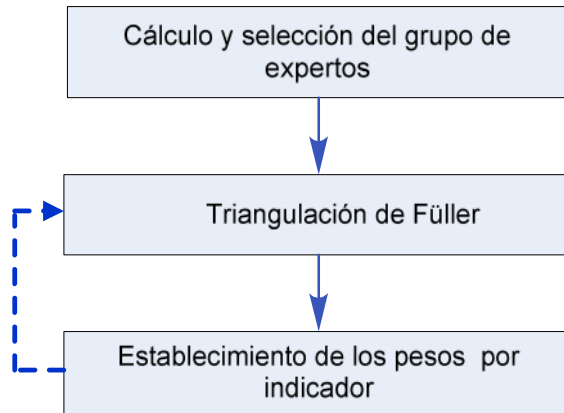 Cálculo y selección del grupo de
expertos
Triangulación de Füller
Establecimiento de los pesos por
indicador